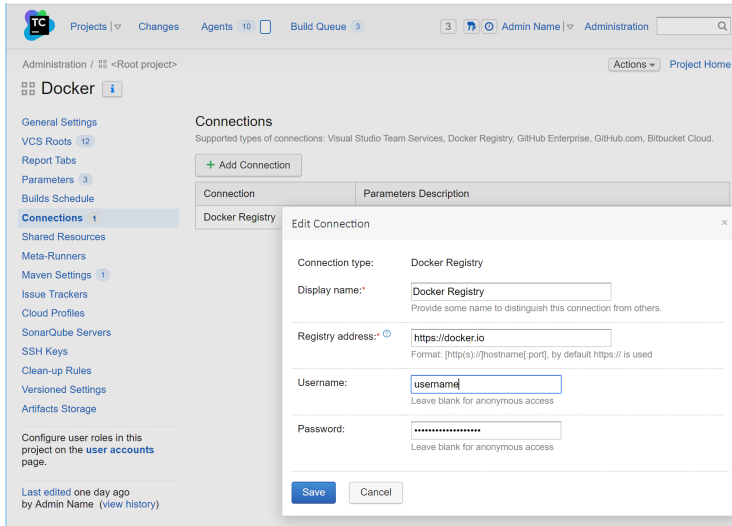 TC
Projects
Changes
Agents 10
Build Queue 3
3
Admin Name
Administration
Administration / <Root project>
Actions
Project Home
Docker i
General Settings
VCS Roots 12
Report Tabs
Parameters 3
Builds Schedule
Connections 1
Shared Resources
Meta-Runners
Maven Settings 1
Issue Trackers
Cloud Profiles
SonarQube Servers
SSH Keys
Clean-up Rules
Versioned Settings
Artifacts Storage
Configure user roles in this
project on the user accounts
page.
Last edited one day ago
by Admin Name (view history)
Connections
Supported types of connections: Visual Studio Team Services, Docker Registry, GitHub Enterprise, GitHub.com, Bitbucket Cloud.
+ Add Connection
Connection Parameters Description
Docker Registry
Edit Connection ×
Connection type: Docker Registry
Display name:* Docker Registry
Provide some name to distinguish this connection from others.
Registry address:* ? https://docker.io
Format: [http(s)://]hostname[:port], by default https:// is used
Username: username
Leave blank for anonymous access
Password: ••••••••••••••••••
Leave blank for anonymous access
Save Cancel